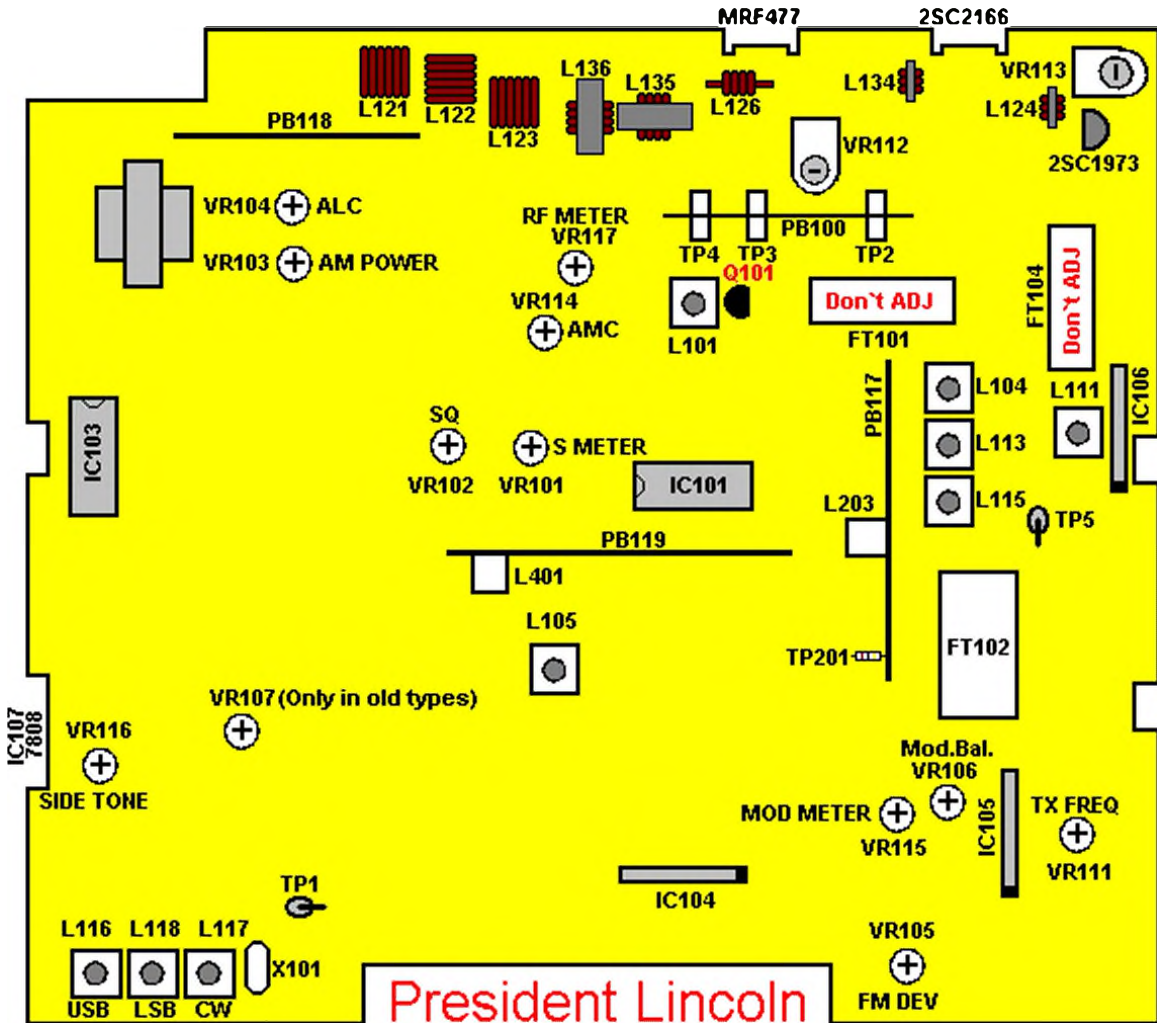 MRF477
2SC2166
VR113
L136
L135
L126
L134
L124
L121
L122
L123
PB118
VR112
2SC1973
VR104
ALC
RF METER
VR117
PB100
TP4
TP3
TP2
VR103
AM POWER
Q101
VR114
AMC
Don`t ADJ
FT104
Don`t ADJ
L101
FT101
PB117
L104
L111
IC106
IC103
SQ
S METER
L113
VR102
VR101
IC101
L203
L115
TP5
PB119
L401
L105
TP201
FT102
VR107 (Only in old types)
IC107
7808
VR116
SIDE TONE
Mod.Bal.
VR106
MOD METER
VR115
IC105
TX FREQ
VR111
TP1
IC104
L116
L118
L117
X101
VR105
USB
LSB
CW
FM DEV
President Lincoln